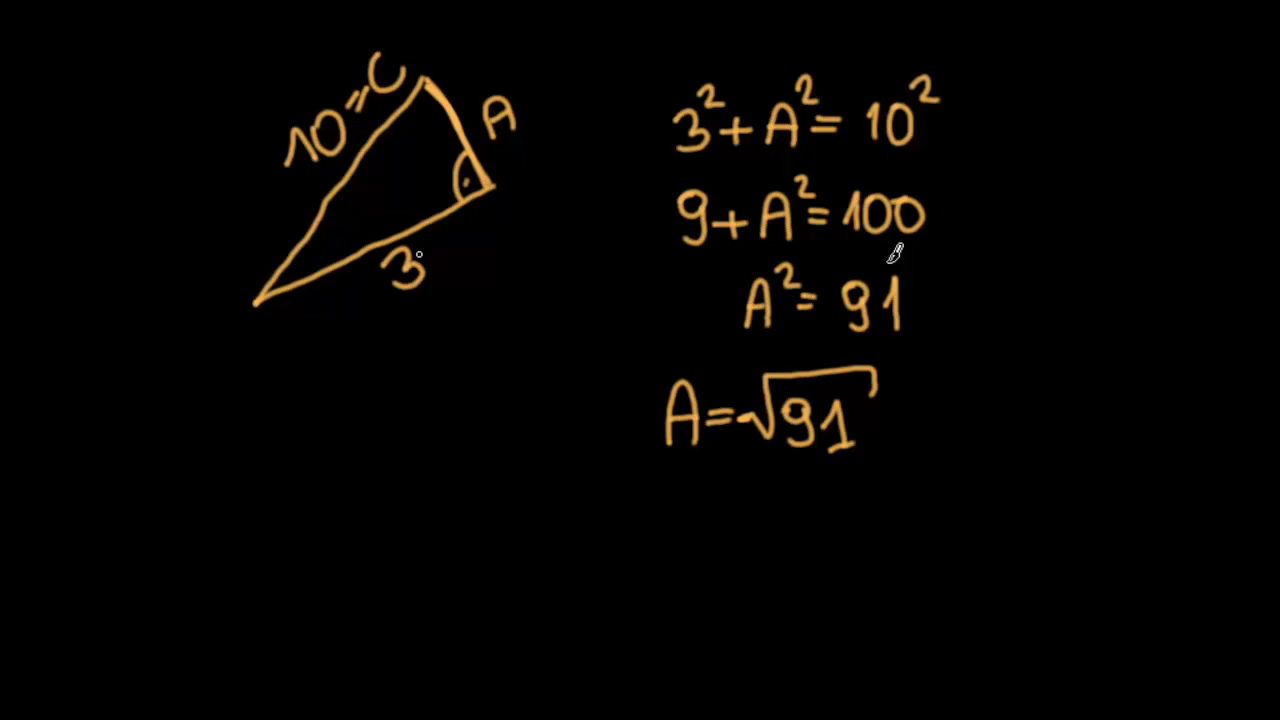 10 = C
A
3
3² + A² = 10²
9 + A² = 100
A² = 91
A = √91